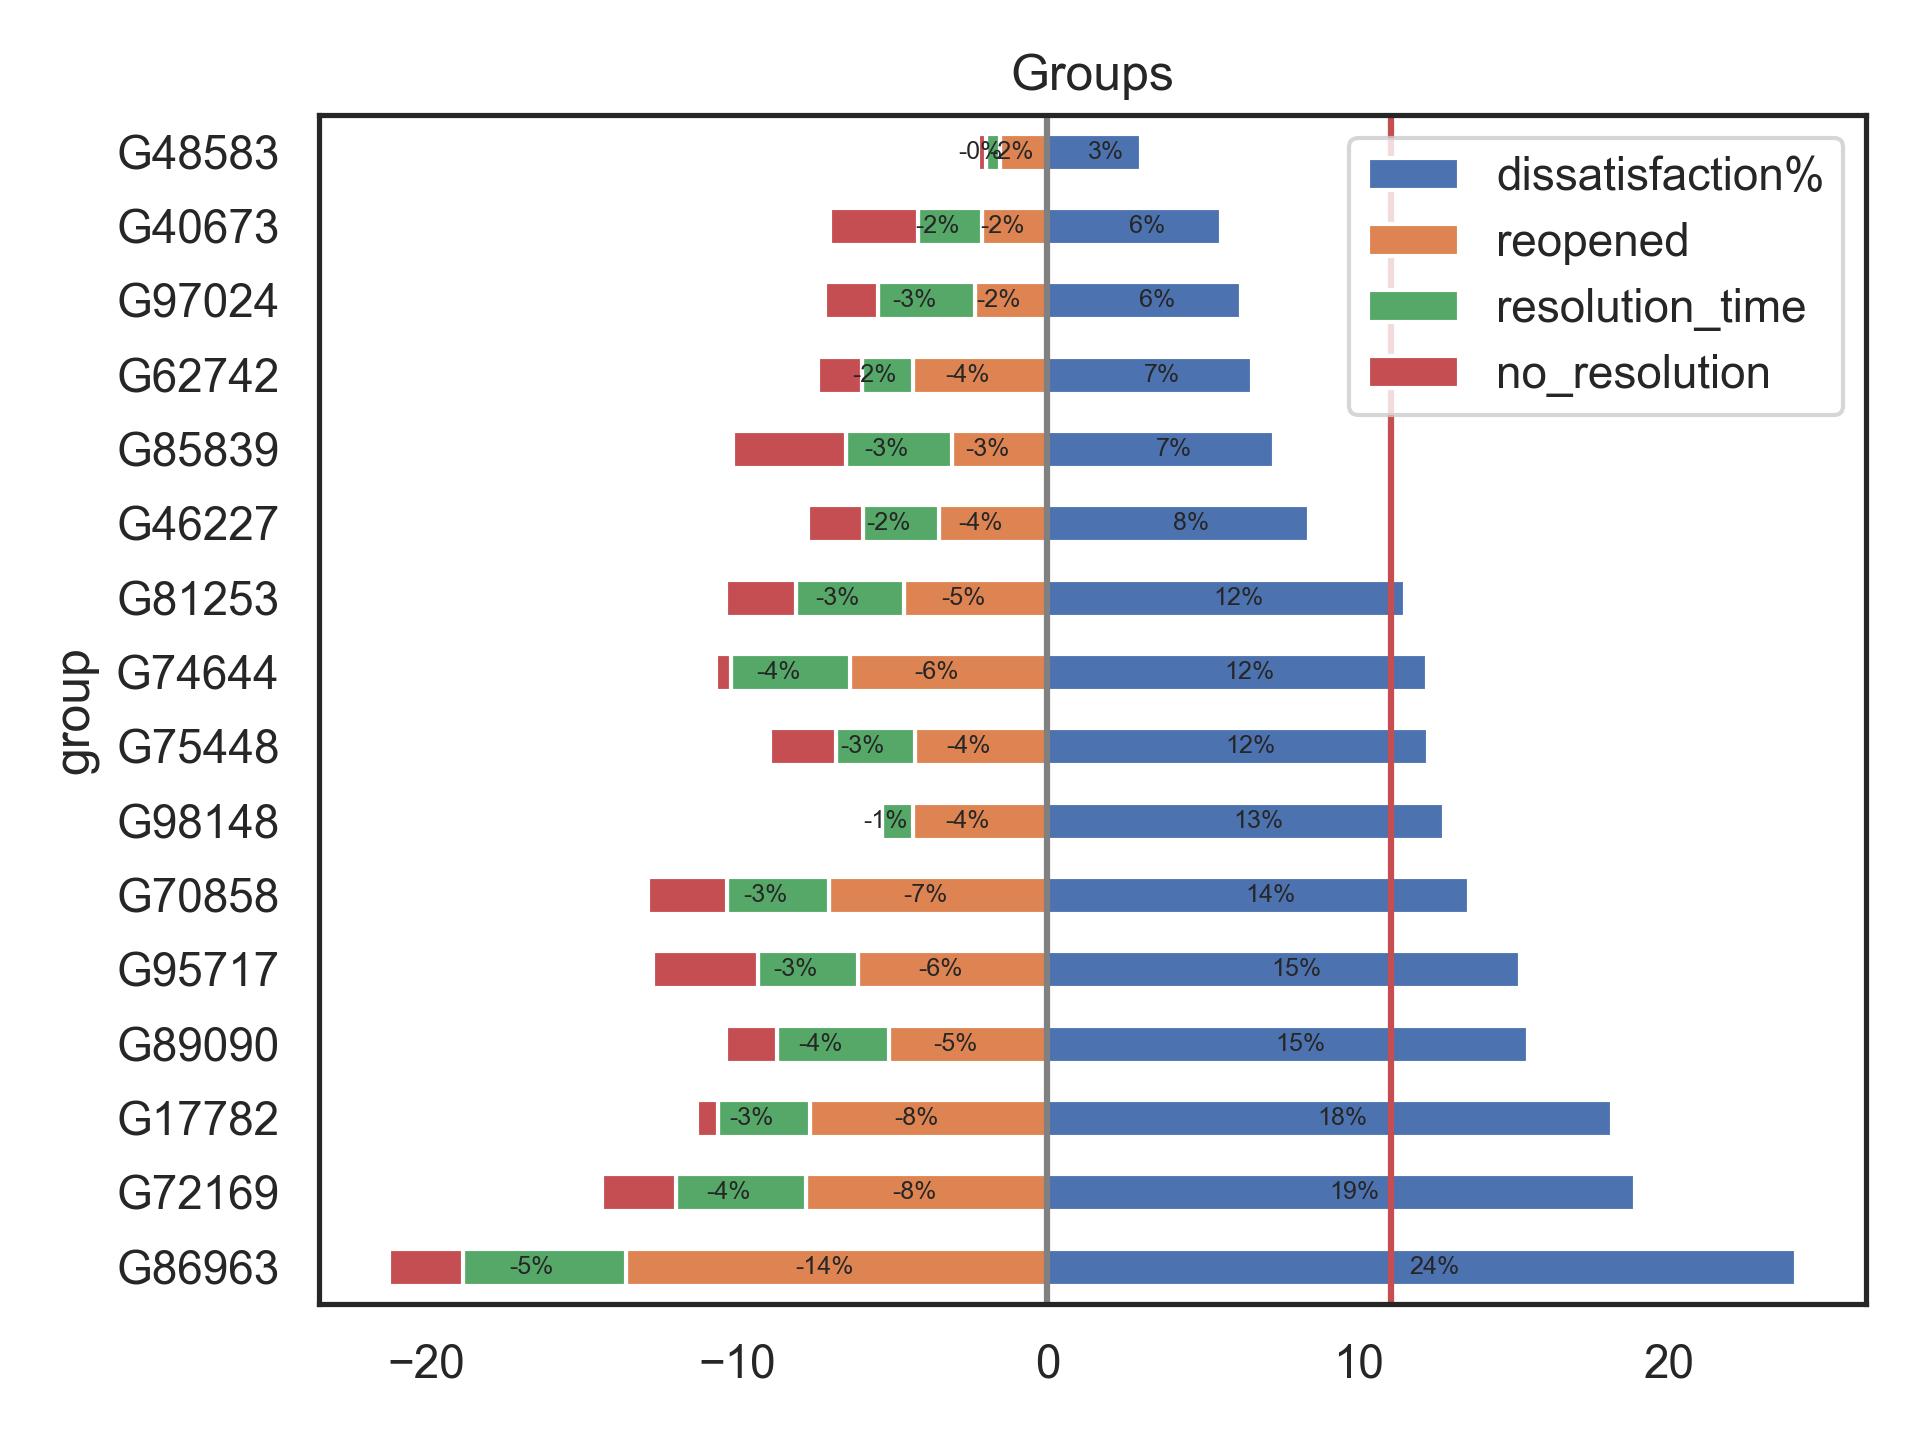 Groups
dissatisfaction%
reopened
resolution_time
no_resolution
group
G48583 -0% -2% 3%
G40673 -2% -2% 6%
G97024 -3% -2% 6%
G62742 -2% -4% 7%
G85839 -3% -3% 7%
G46227 -2% -4% 8%
G81253 -3% -5% 12%
G74644 -4% -6% 12%
G75448 -3% -4% 12%
G98148 -1% -4% 13%
G70858 -3% -7% 14%
G95717 -3% -6% 15%
G89090 -4% -5% 15%
G17782 -3% -8% 18%
G72169 -4% -8% 19%
G86963 -5% -14% 24%
−20 −10 0 10 20